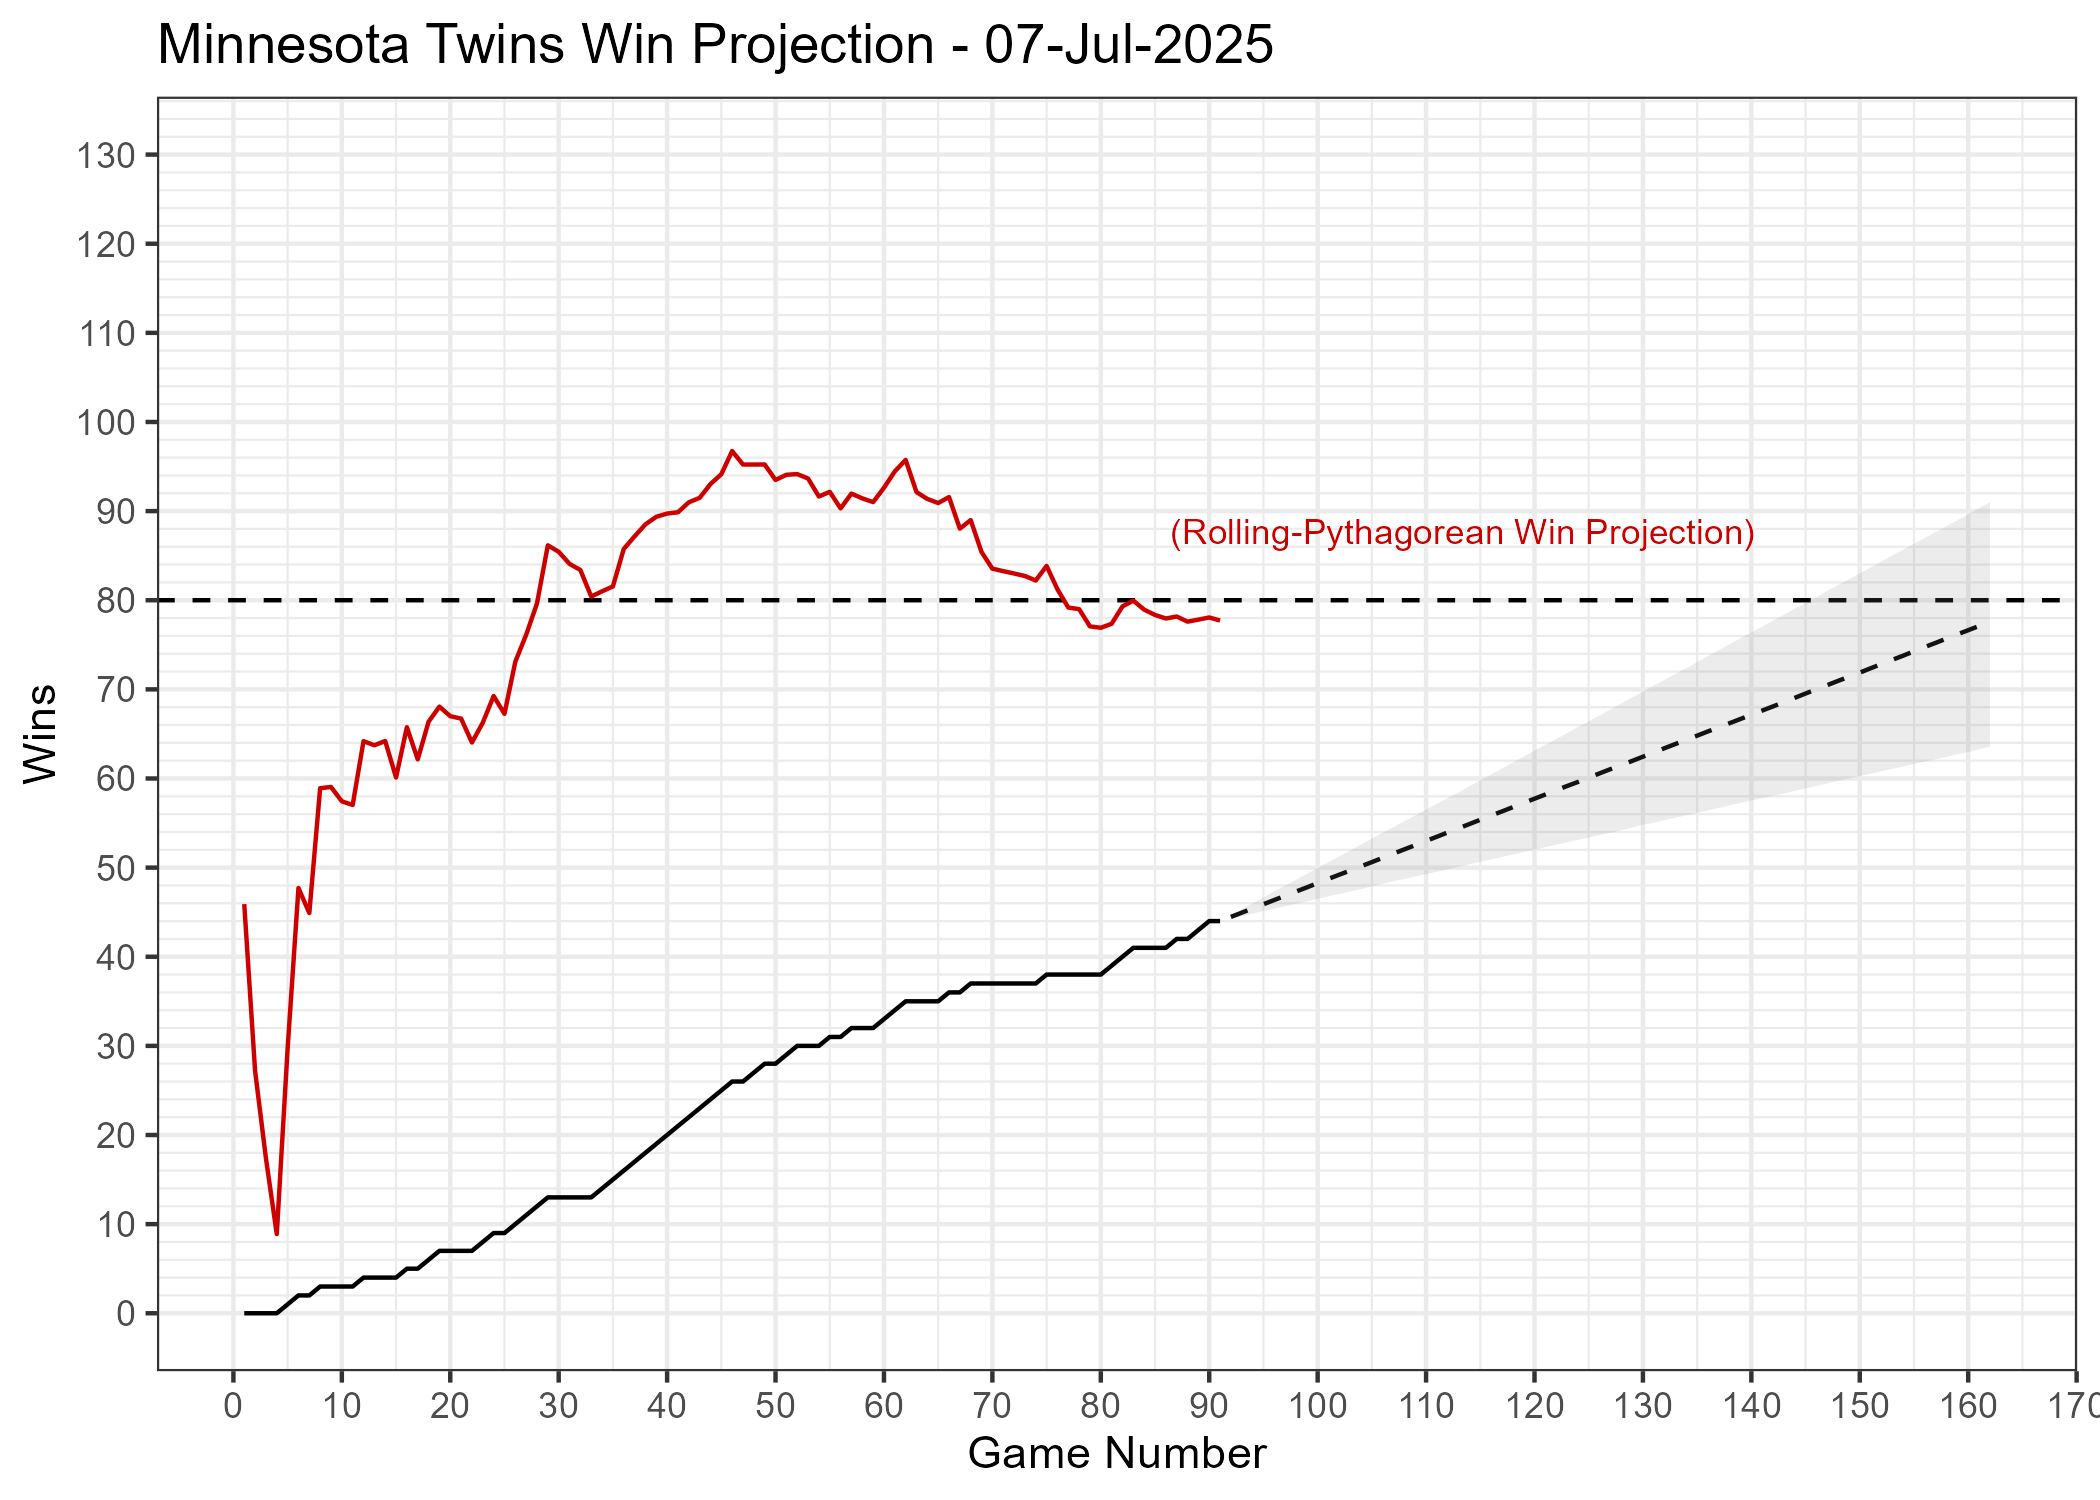 Minnesota Twins Win Projection - 07-Jul-2025
130
120
110
100
90
80
70
60
50
40
30
20
10
0
Wins
(Rolling-Pythagorean Win Projection)
0 10 20 30 40 50 60 70 80 90 100 110 120 130 140 150 160 170
Game Number